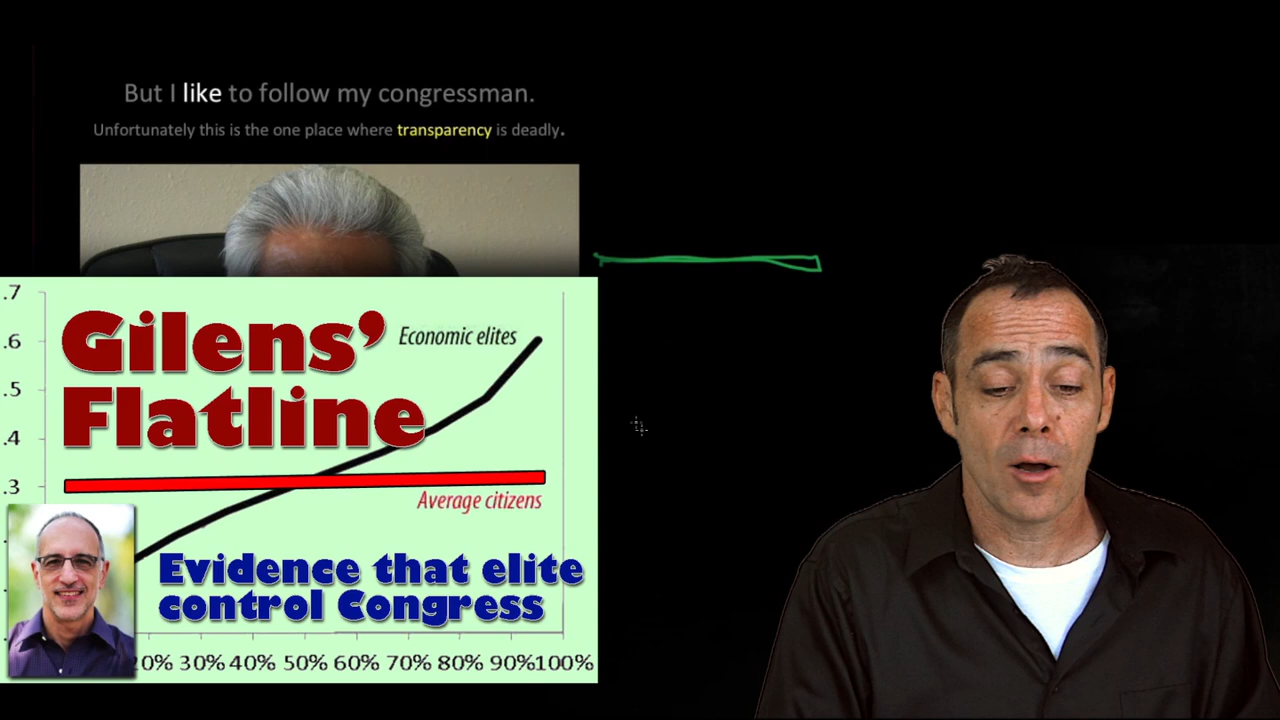 But I like to follow my congressman.
Unfortunately this is the one place where transparency is deadly.
.7
.6
.5
.4
.3
Gilens’
Flatline
Economic elites
Average citizens
Evidence that elite
control Congress
20% 30% 40% 50% 60% 70% 80% 90%100%